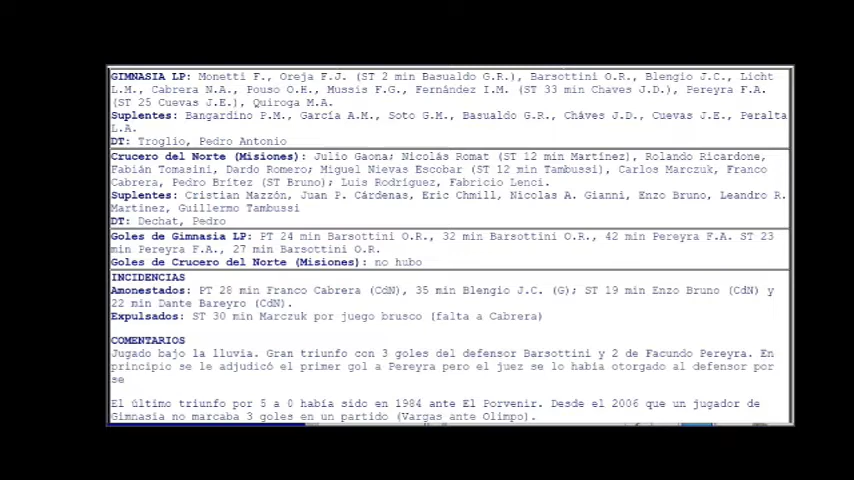 GIMNASIA LP: Monetti F., Oreja F.J. (ST 2 min Basualdo G.R.), Barsottini O.R., Blengio J.C., Licht
L.M., Cabrera N.A., Pouso O.H., Mussis F.G., Fernández I.M. (ST 33 min Chaves J.D.), Pereyra F.A.
(ST 25 Cuevas J.E.), Quiroga M.A.
Suplentes: Bangardino P.M., García A.M., Soto G.M., Basualdo G.R., Cháves J.D., Cuevas J.E., Peralta
L.A.
DT: Troglio, Pedro Antonio
Crucero del Norte (Misiones): Julio Gaona; Nicolás Romat (ST 12 min Martínez), Rolando Ricardone,
Fabián Tomasini, Dardo Romero; Miguel Nievas Escobar (ST 12 min Tambussi), Carlos Marczuk, Franco
Cabrera, Pedro Brítez (ST Bruno); Luis Rodríguez, Fabricio Lenci.
Suplentes: Cristian Mazzón, Juan P. Cárdenas, Eric Chmill, Nicolas A. Gianni, Enzo Bruno, Leandro R.
Martinez, Guillermo Tambussi
DT: Dechat, Pedro
Goles de Gimnasia LP: PT 24 min Barsottini O.R., 32 min Barsottini O.R., 42 min Pereyra F.A. ST 23
min Pereyra F.A., 27 min Barsottini O.R.
Goles de Crucero del Norte (Misiones): no hubo
INCIDENCIAS
Amonestados: PT 28 min Franco Cabrera (CdN), 35 min Blengio J.C. (G); ST 19 min Enzo Bruno (CdN) y
22 min Dante Bareyro (CdN).
Expulsados: ST 30 min Marczuk por juego brusco (falta a Cabrera)
COMENTARIOS
Jugado bajo la lluvia. Gran triunfo con 3 goles del defensor Barsottini y 2 de Facundo Pereyra. En
principio se le adjudicó el primer gol a Pereyra pero el juez se lo había otorgado al defensor por
se
El último triunfo por 5 a 0 había sido en 1984 ante El Porvenir. Desde el 2006 que un jugador de
Gimnasia no marcaba 3 goles en un partido (Vargas ante Olimpo).